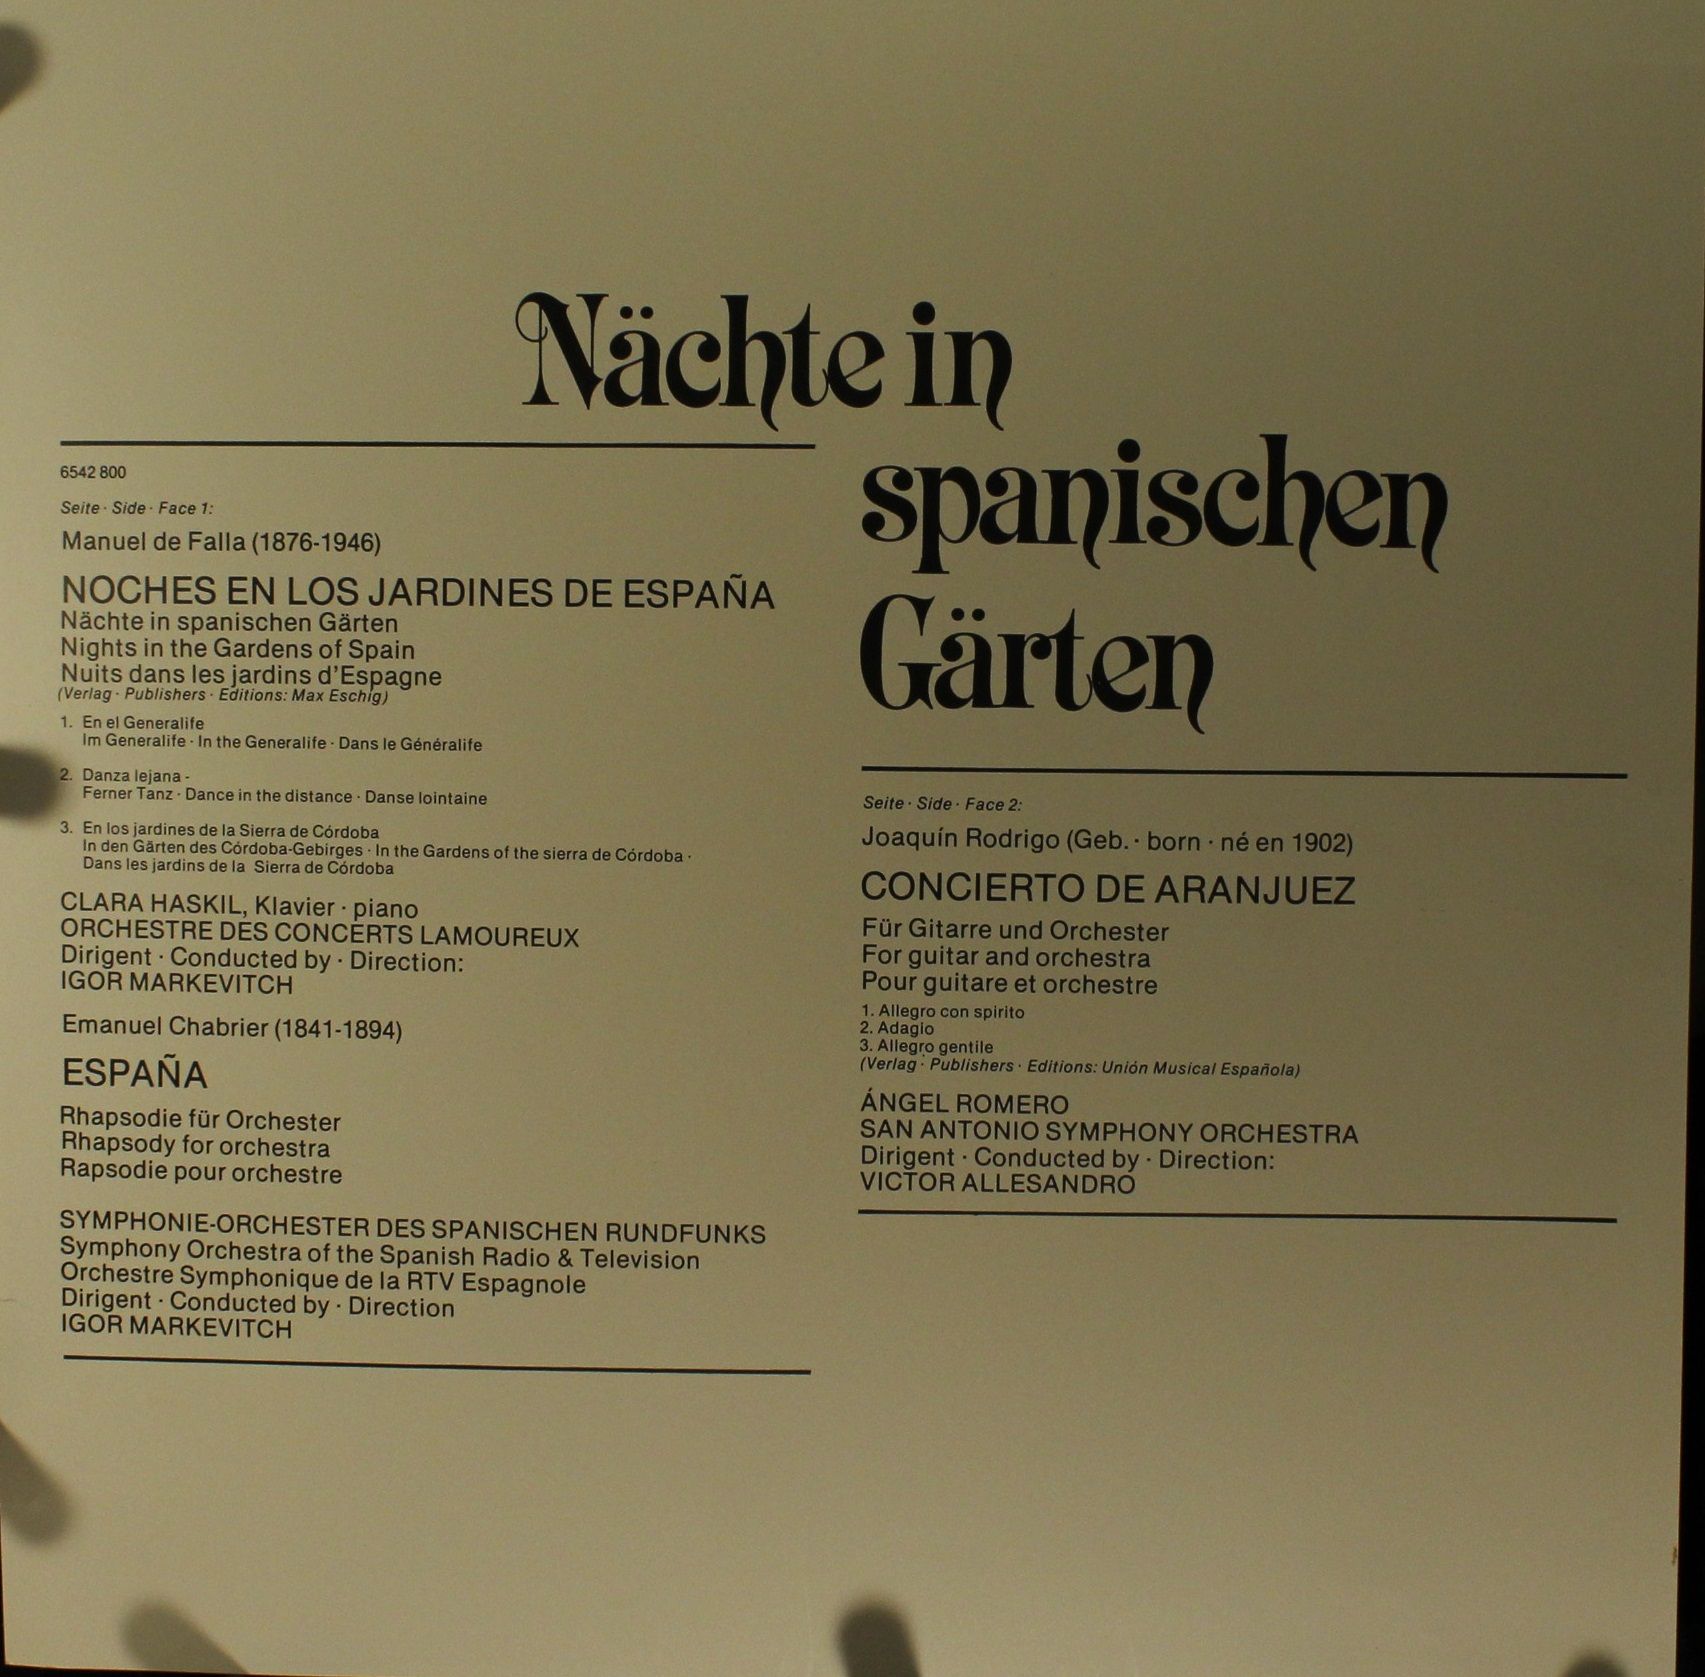 Nächte in
spanischen
Gärten
6542 800
Seite · Side · Face 1:
Manuel de Falla (1876-1946)
NOCHES EN LOS JARDINES DE ESPAÑA
Nächte in spanischen Gärten
Nights in the Gardens of Spain
Nuits dans les jardins d'Espagne
(Verlag · Publishers · Editions: Max Eschig)
1. En el Generalife
Im Generalife · In the Generalife · Dans le Généralife
2. Danza lejana -
Ferner Tanz · Dance in the distance · Danse lointaine
3. En los jardines de la Sierra de Córdoba
In den Gärten des Córdoba-Gebirges · In the Gardens of the sierra de Córdoba ·
Dans les jardins de la Sierra de Córdoba
CLARA HASKIL, Klavier · piano
ORCHESTRE DES CONCERTS LAMOUREUX
Dirigent · Conducted by · Direction:
IGOR MARKEVITCH
Emanuel Chabrier (1841-1894)
ESPAÑA
Rhapsodie für Orchester
Rhapsody for orchestra
Rapsodie pour orchestre
SYMPHONIE-ORCHESTER DES SPANISCHEN RUNDFUNKS
Symphony Orchestra of the Spanish Radio & Television
Orchestre Symphonique de la RTV Espagnole
Dirigent · Conducted by · Direction
IGOR MARKEVITCH
Seite · Side · Face 2:
Joaquín Rodrigo (Geb. · born · né en 1902)
CONCIERTO DE ARANJUEZ
Für Gitarre und Orchester
For guitar and orchestra
Pour guitare et orchestre
1. Allegro con spirito
2. Adagio
3. Allegro gentile
(Verlag · Publishers · Editions: Unión Musical Española)
ÁNGEL ROMERO
SAN ANTONIO SYMPHONY ORCHESTRA
Dirigent · Conducted by · Direction:
VICTOR ALLESANDRO